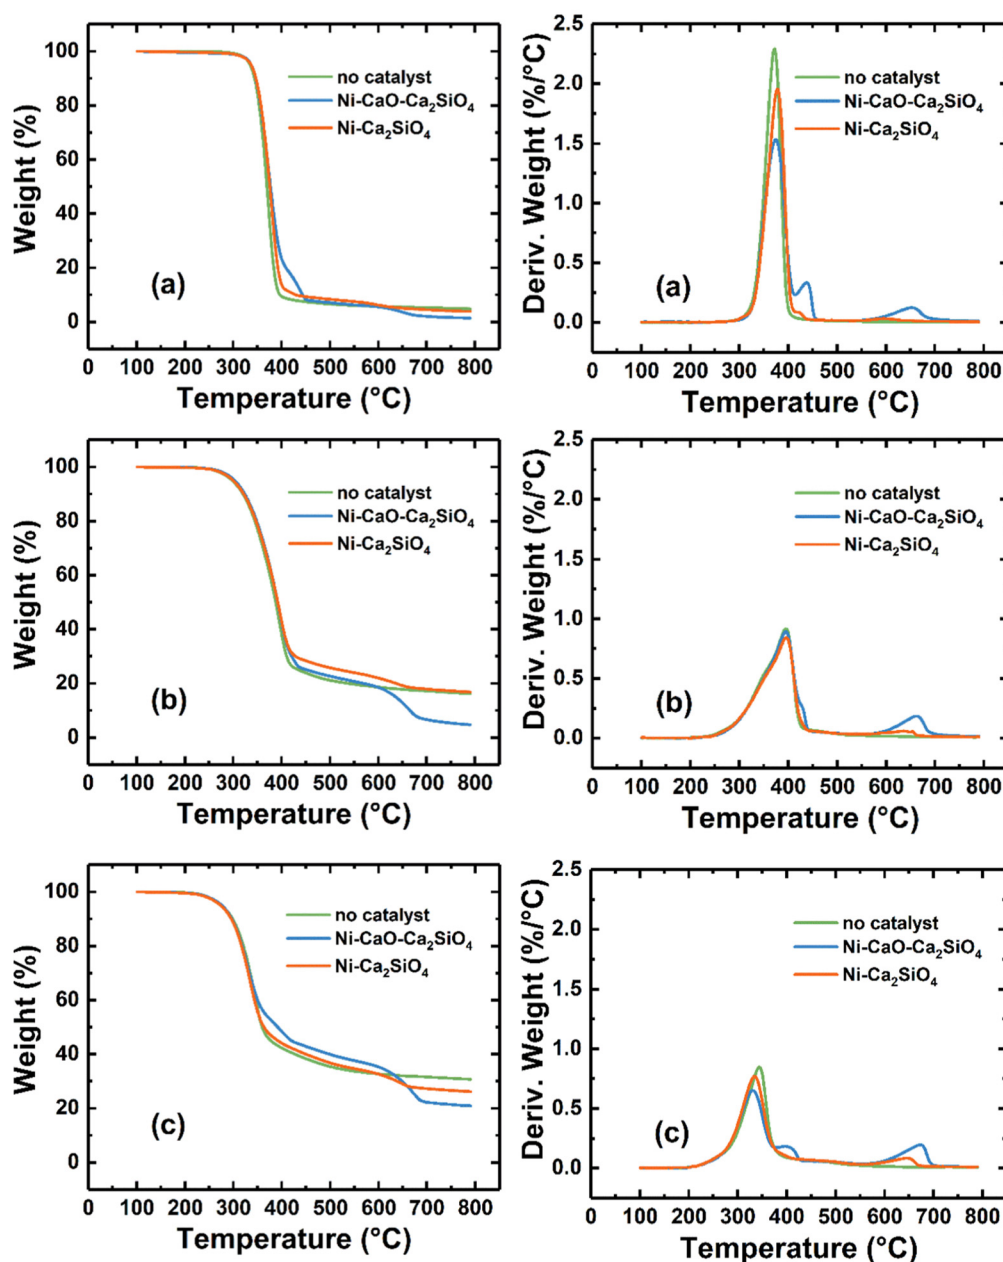 100
80
60
40
20
0
Weight (%)
no catalyst
Ni-CaO-Ca₂SiO₄
Ni-Ca₂SiO₄
(a)
0 100 200 300 400 500 600 700 800
Temperature (°C)
2.5
2.0
1.5
1.0
0.5
0.0
Deriv. Weight (%/°C)
no catalyst
Ni-CaO-Ca₂SiO₄
Ni-Ca₂SiO₄
(a)
0 100 200 300 400 500 600 700 800
Temperature (°C)
100
80
60
40
20
0
Weight (%)
no catalyst
Ni-CaO-Ca₂SiO₄
Ni-Ca₂SiO₄
(b)
0 100 200 300 400 500 600 700 800
Temperature (°C)
2.5
2.0
1.5
1.0
0.5
0.0
Deriv. Weight (%/°C)
no catalyst
Ni-CaO-Ca₂SiO₄
Ni-Ca₂SiO₄
(b)
0 100 200 300 400 500 600 700 800
Temperature (°C)
100
80
60
40
20
0
Weight (%)
no catalyst
Ni-CaO-Ca₂SiO₄
Ni-Ca₂SiO₄
(c)
0 100 200 300 400 500 600 700 800
Temperature (°C)
2.5
2.0
1.5
1.0
0.5
0.0
Deriv. Weight (%/°C)
no catalyst
Ni-CaO-Ca₂SiO₄
Ni-Ca₂SiO₄
(c)
0 100 200 300 400 500 600 700 800
Temperature (°C)